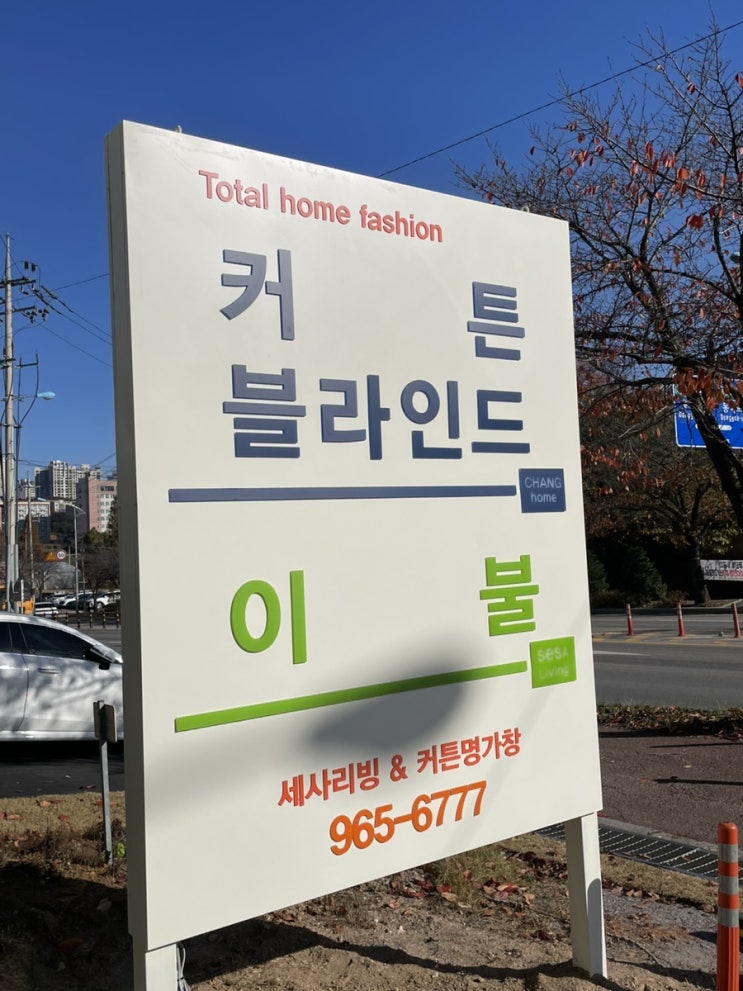 Total home fashion
커튼
블라인드
CHANG
home
이불
sesA
Living
세사리빙 & 커튼명가창
965-6777